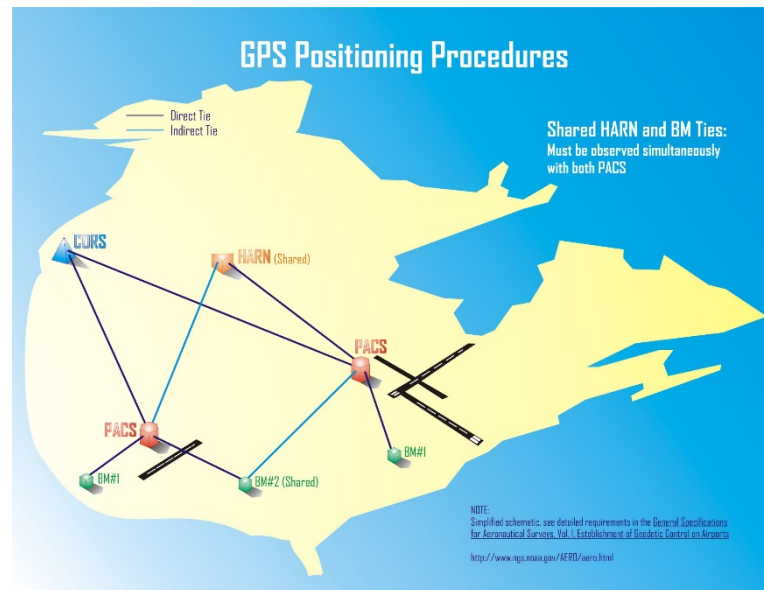 GPS Positioning Procedures
Direct Tie
Indirect Tie
Shared HARN and BM Ties:
Must be observed simultaneously
with both PACS
CORS
HARN (Shared)
PACS
PACS
BM#1
BM#1
BM#2 (Shared)
NOTE:
Simplified schematic, see detailed requirements in the General Specifications
for Aeronautical Surveys, Vol. I, Establishment of Geodetic Control on Airports
http://www.ngs.noaa.gov/AERO/aero.html